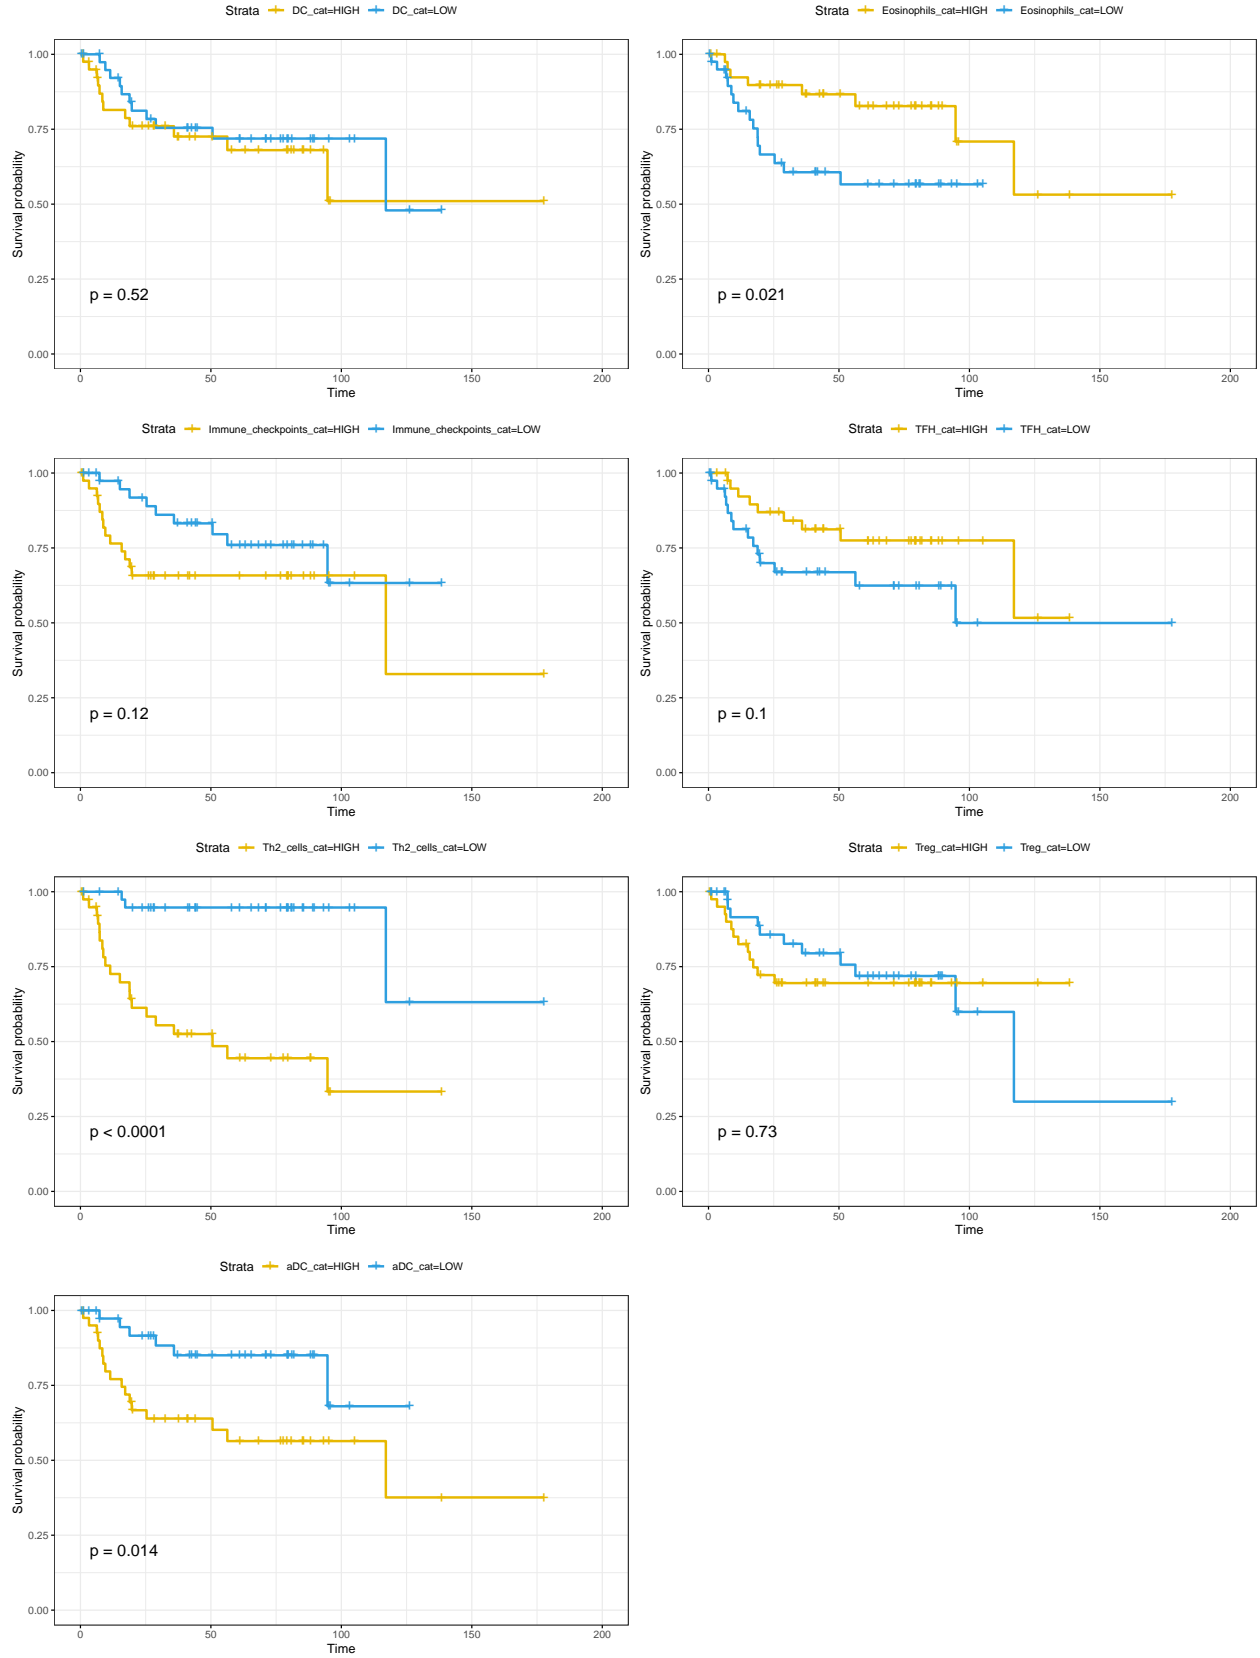 Strata DC_cat=HIGH DC_cat=LOW
Survival probability
1.00
0.75
0.50
0.25
0.00
p = 0.52
0 50 100 150 200
Time
Strata Eosinophils_cat=HIGH Eosinophils_cat=LOW
Survival probability
1.00
0.75
0.50
0.25
0.00
p = 0.021
0 50 100 150 200
Time
Strata Immune_checkpoints_cat=HIGH Immune_checkpoints_cat=LOW
Survival probability
1.00
0.75
0.50
0.25
0.00
p = 0.12
0 50 100 150 200
Time
Strata TFH_cat=HIGH TFH_cat=LOW
Survival probability
1.00
0.75
0.50
0.25
0.00
p = 0.1
0 50 100 150 200
Time
Strata Th2_cells_cat=HIGH Th2_cells_cat=LOW
Survival probability
1.00
0.75
0.50
0.25
0.00
p < 0.0001
0 50 100 150 200
Time
Strata Treg_cat=HIGH Treg_cat=LOW
Survival probability
1.00
0.75
0.50
0.25
0.00
p = 0.73
0 50 100 150 200
Time
Strata aDC_cat=HIGH aDC_cat=LOW
Survival probability
1.00
0.75
0.50
0.25
0.00
p = 0.014
0 50 100 150 200
Time